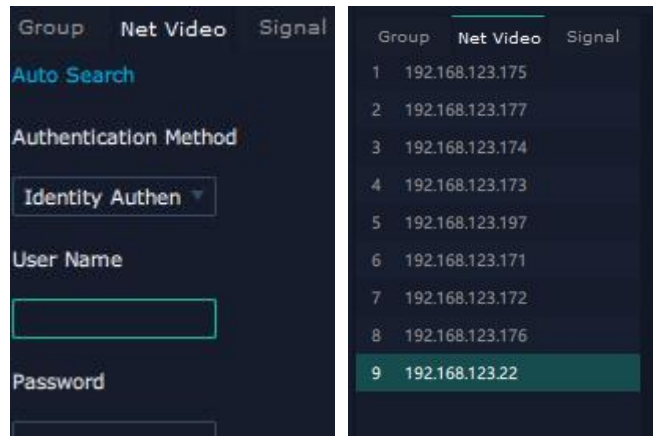 Group Net Video Signal
Auto Search
Authentication Method
Identity Authen
User Name
Password
Group Net Video Signal
1 192.168.123.175
2 192.168.123.177
3 192.168.123.174
4 192.168.123.173
5 192.168.123.197
6 192.168.123.171
7 192.168.123.172
8 192.168.123.176
9 192.168.123.22